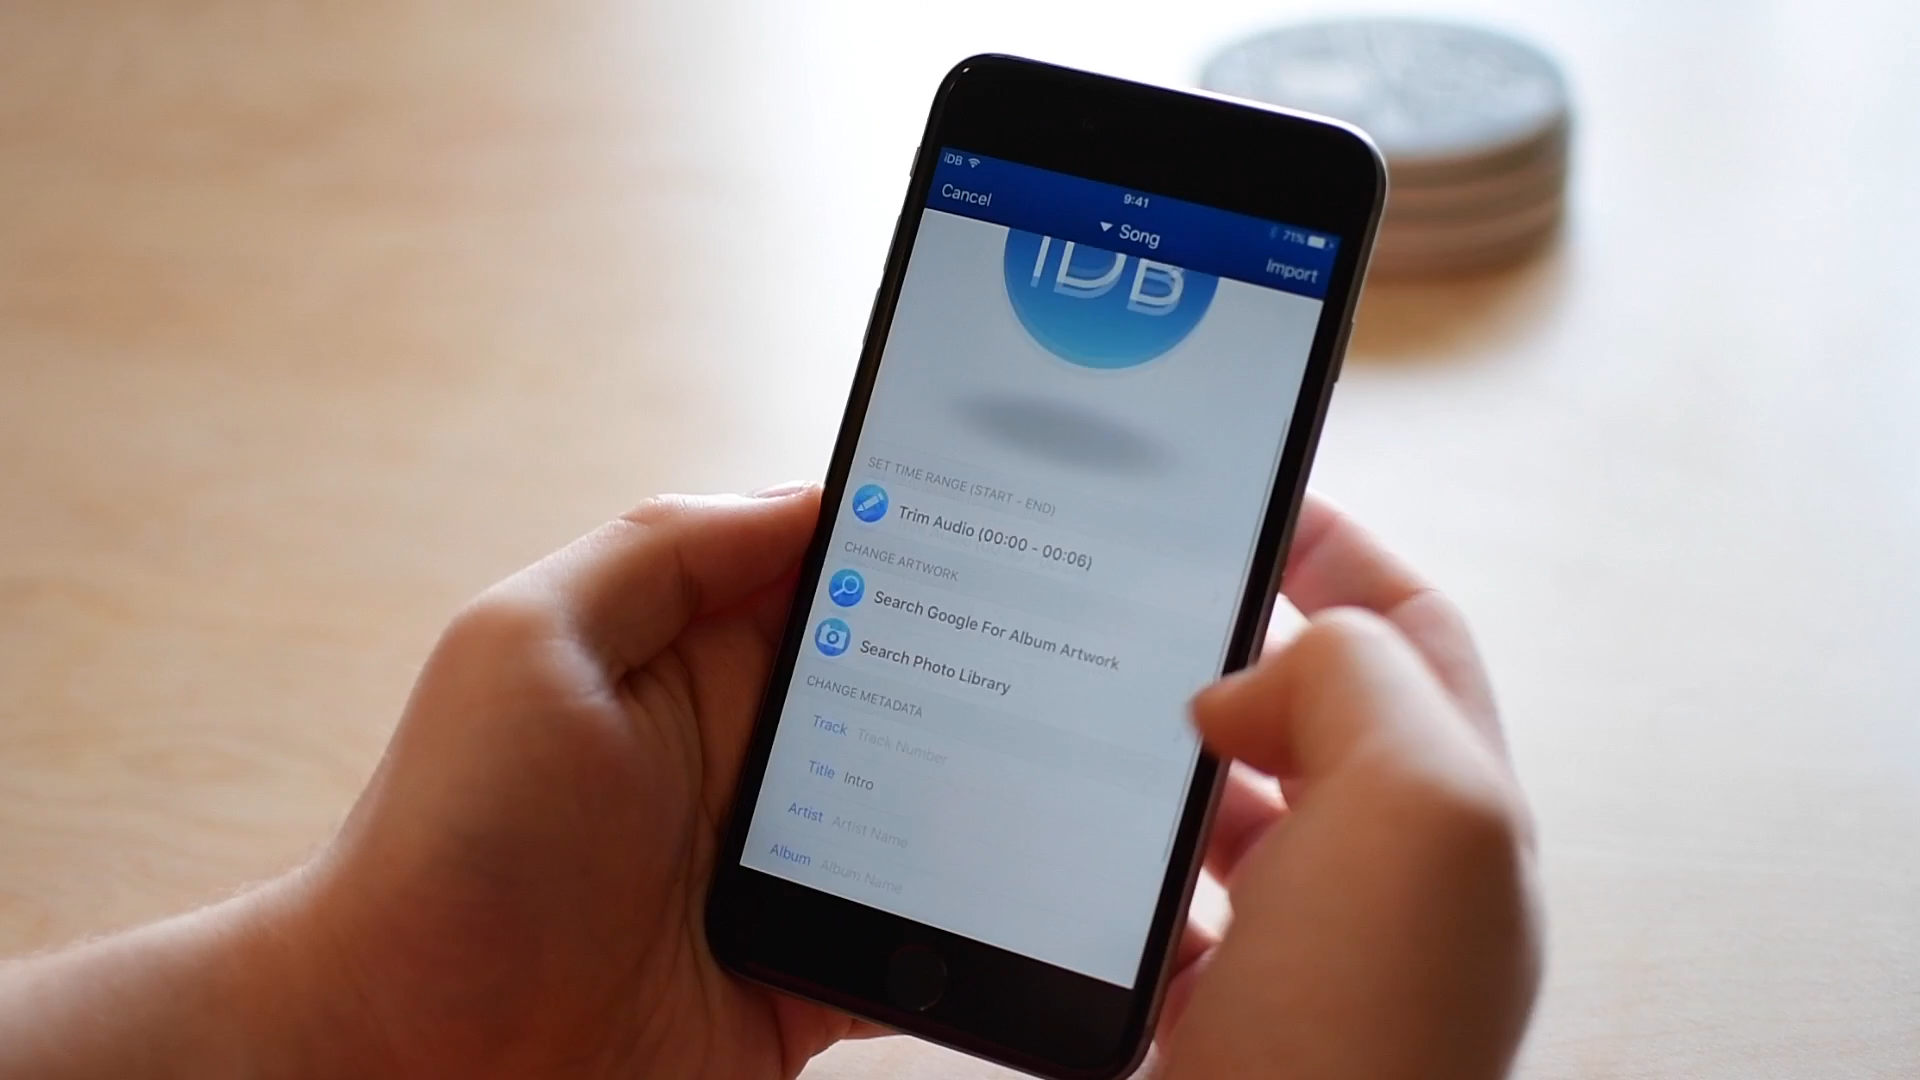 iDB
9:41
71%
Cancel
Song
Import
iDB
SET TIME RANGE (START - END)
Trim Audio (00:00 - 00:06)
CHANGE ARTWORK
Search Google For Album Artwork
Search Photo Library
CHANGE METADATA
Track Track Number
Title Intro
Artist Artist Name
Album Album Name